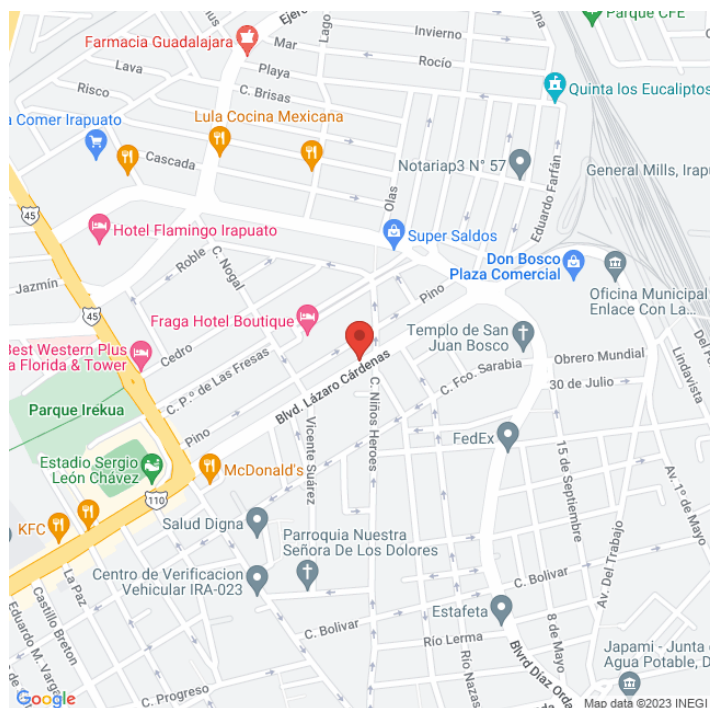 Parque CFE
Ejerc
Invierno
Lago
Farmacia Guadalajara
Mar
Rocío
Lava
Playa
Risco
C. Brisas
Quinta los Eucaliptos
a Comer Irapuato
Lula Cocina Mexicana
Cascada
Notariap3 N° 57
General Mills, Irapu
Eduardo Farfán
Olas
45
Hotel Flamingo Irapuato
Super Saldos
Roble
C. Nogal
Don Bosco
Plaza Comercial
Jazmín
Pino
Oficina Municipal
Enlace Con La...
45
Fraga Hotel Boutique
Templo de San
Juan Bosco
Best Western Plus
a Florida & Tower
Cedro
Obrero Mundial
Lindavista
C. P.º de Las Fresas
Blvd. Lázaro Cárdenas
C. Fco. Sarabia
30 de Julio
Parque Irekua
C. Niños Heroes
Pino
Vicente Suárez
FedEx
15 de Septiembre
Estadio Sergio
León Chávez
McDonald's
110
Av. 1° de Mayo
KFC
Salud Digna
Parroquia Nuestra
Señora De Los Dolores
Av. Del Trabajo
La Paz
Centro de Verificacion
Vehicular IRA-023
C. Bolivar
Castillo Breton
Eduardo M. Vargas
Estafeta
C. Bolivar
Río Lerma
8 de Mayo
Río Nazas
Blvrd Díaz Orda
Japami - Junta d
Agua Potable, D
C. Progreso
Google
Map data ©2023 INEGI